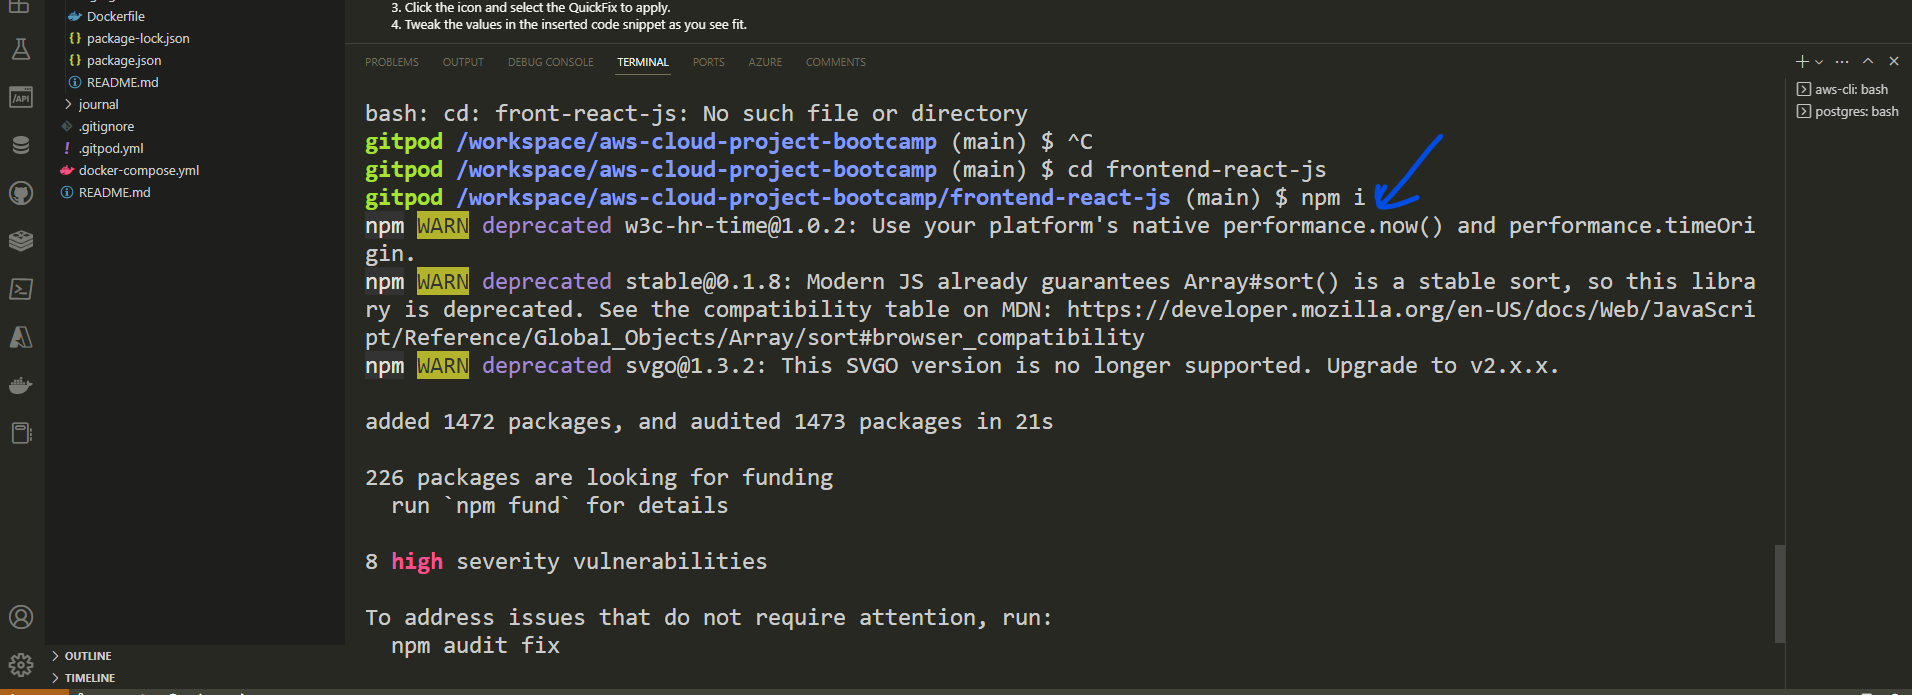 Dockerfile
package-lock.json
package.json
README.md
journal
.gitignore
.gitpod.yml
docker-compose.yml
README.md
OUTLINE
TIMELINE
3. Click the icon and select the QuickFix to apply.
4. Tweak the values in the inserted code snippet as you see fit.
PROBLEMS OUTPUT DEBUG CONSOLE TERMINAL PORTS AZURE COMMENTS
bash: cd: front-react-js: No such file or directory
gitpod /workspace/aws-cloud-project-bootcamp (main) $ ^C
gitpod /workspace/aws-cloud-project-bootcamp (main) $ cd frontend-react-js
gitpod /workspace/aws-cloud-project-bootcamp/frontend-react-js (main) $ npm i
npm WARN deprecated w3c-hr-time@1.0.2: Use your platform's native performance.now() and performance.timeOri
gin.
npm WARN deprecated stable@0.1.8: Modern JS already guarantees Array#sort() is a stable sort, so this libra
ry is deprecated. See the compatibility table on MDN: https://developer.mozilla.org/en-US/docs/Web/JavaScri
pt/Reference/Global_Objects/Array/sort#browser_compatibility
npm WARN deprecated svgo@1.3.2: This SVGO version is no longer supported. Upgrade to v2.x.x.
added 1472 packages, and audited 1473 packages in 21s
226 packages are looking for funding
run `npm fund` for details
8 high severity vulnerabilities
To address issues that do not require attention, run:
npm audit fix
aws-cli: bash
postgres: bash
/API